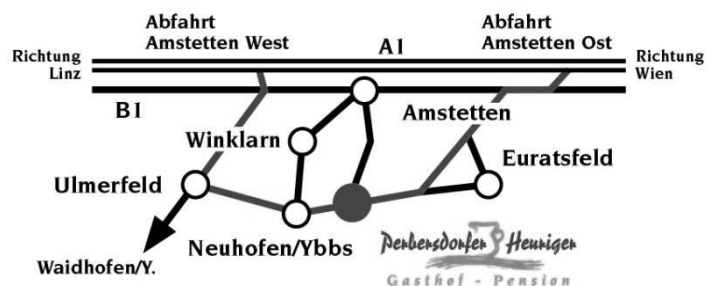 Abfahrt
Amstetten West
A1
Abfahrt
Amstetten Ost
Richtung
Linz
Richtung
Wien
B1
Amstetten
Winklarn
Euratsfeld
Ulmerfeld
Neuhofen/Ybbs
Waidhofen/Y.
Perbersdorfer Heuriger
Gasthof - Pension